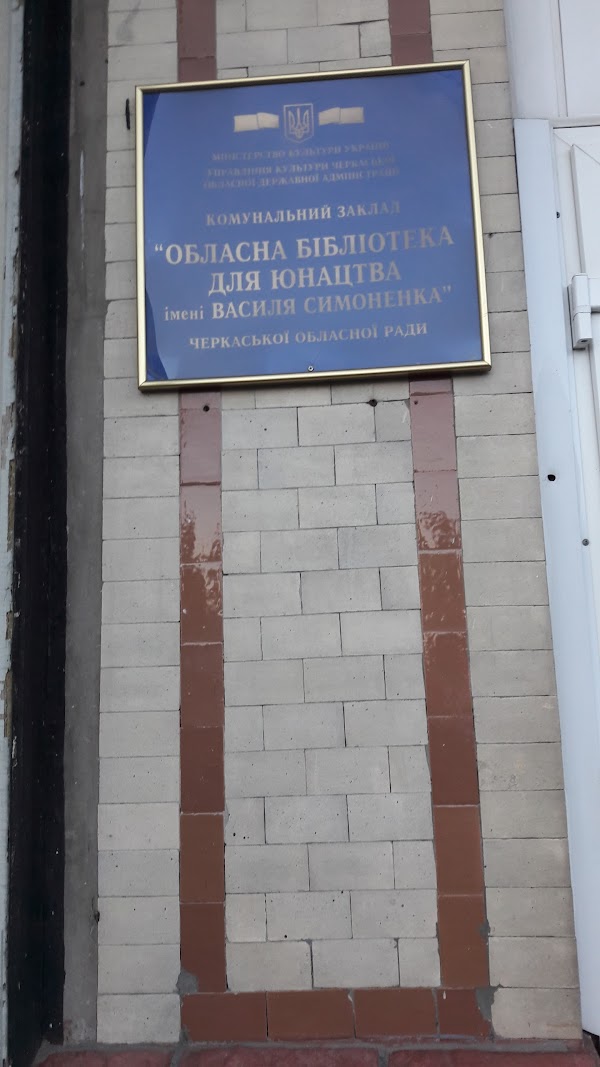 МІНІСТЕРСТВО КУЛЬТУРИ УКРАЇНИ
УПРАВЛІННЯ КУЛЬТУРИ ЧЕРКАСЬКОЇ
ОБЛАСНОЇ ДЕРЖАВНОЇ АДМІНІСТРАЦІЇ
КОМУНАЛЬНИЙ ЗАКЛАД
"ОБЛАСНА БІБЛІОТЕКА
ДЛЯ ЮНАЦТВА
імені ВАСИЛЯ СИМОНЕНКА"
ЧЕРКАСЬКОЇ ОБЛАСНОЇ РАДИ